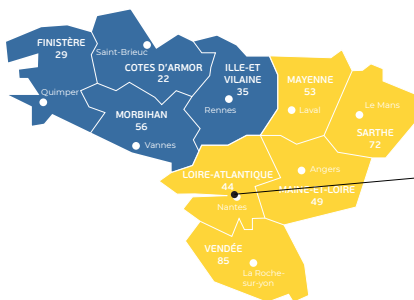 FINISTÈRE
29
Quimper
Saint-Brieuc
COTES D'ARMOR
22
ILLE-ET
VILAINE
35
Rennes
MORBIHAN
56
Vannes
MAYENNE
53
Laval
Le Mans
SARTHE
72
LOIRE-ATLANTIQUE
44
Nantes
Angers
MAINE-ET-LOIRE
49
VENDÉE
85
La Roche-
sur-yon